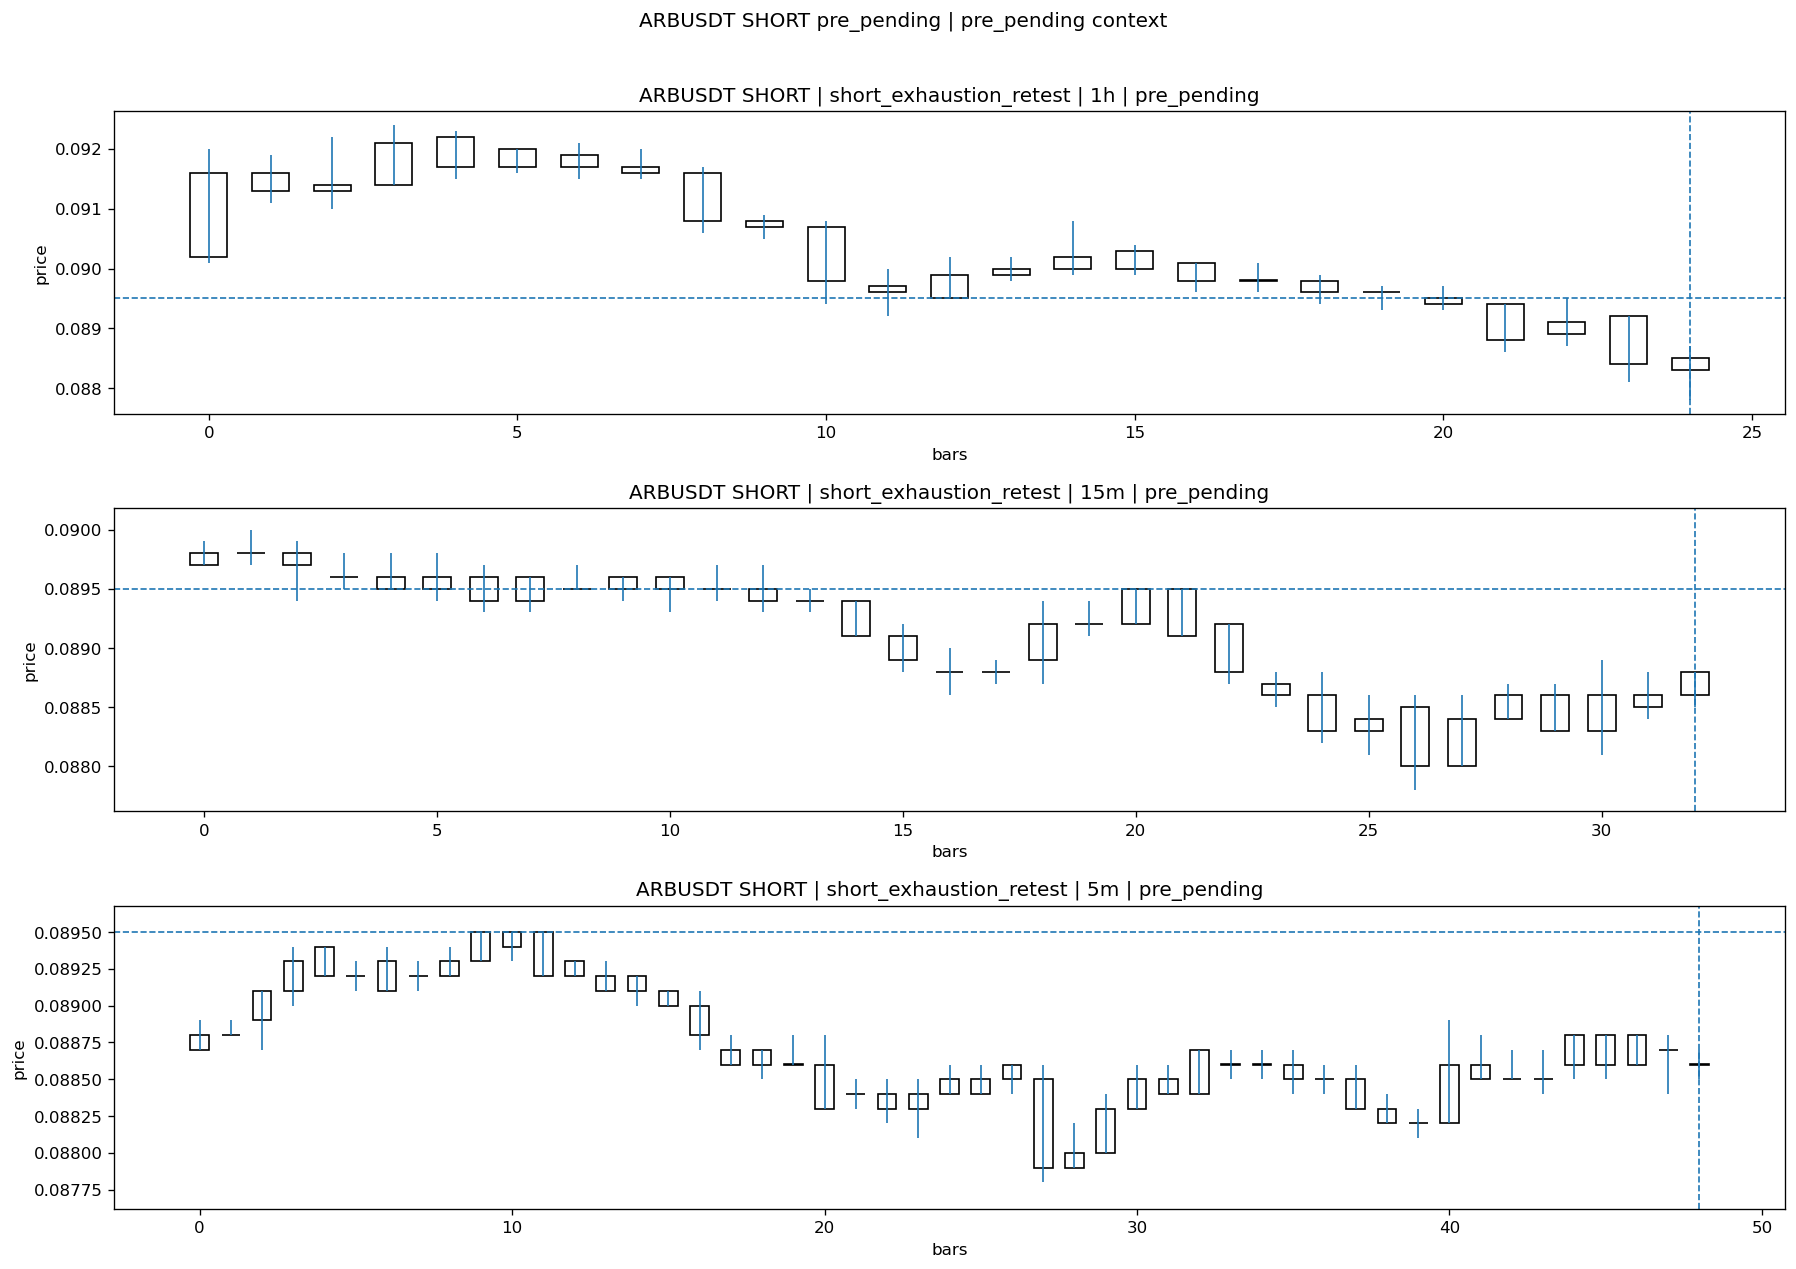 ARBUSDT SHORT pre_pending | pre_pending context
ARBUSDT SHORT | short_exhaustion_retest | 1h | pre_pending
price
0.092
0.091
0.090
0.089
0.088
0 5 10 15 20 25
bars
ARBUSDT SHORT | short_exhaustion_retest | 15m | pre_pending
price
0.0900
0.0895
0.0890
0.0885
0.0880
0 5 10 15 20 25 30
bars
ARBUSDT SHORT | short_exhaustion_retest | 5m | pre_pending
price
0.08950
0.08925
0.08900
0.08875
0.08850
0.08825
0.08800
0.08775
0 10 20 30 40 50
bars